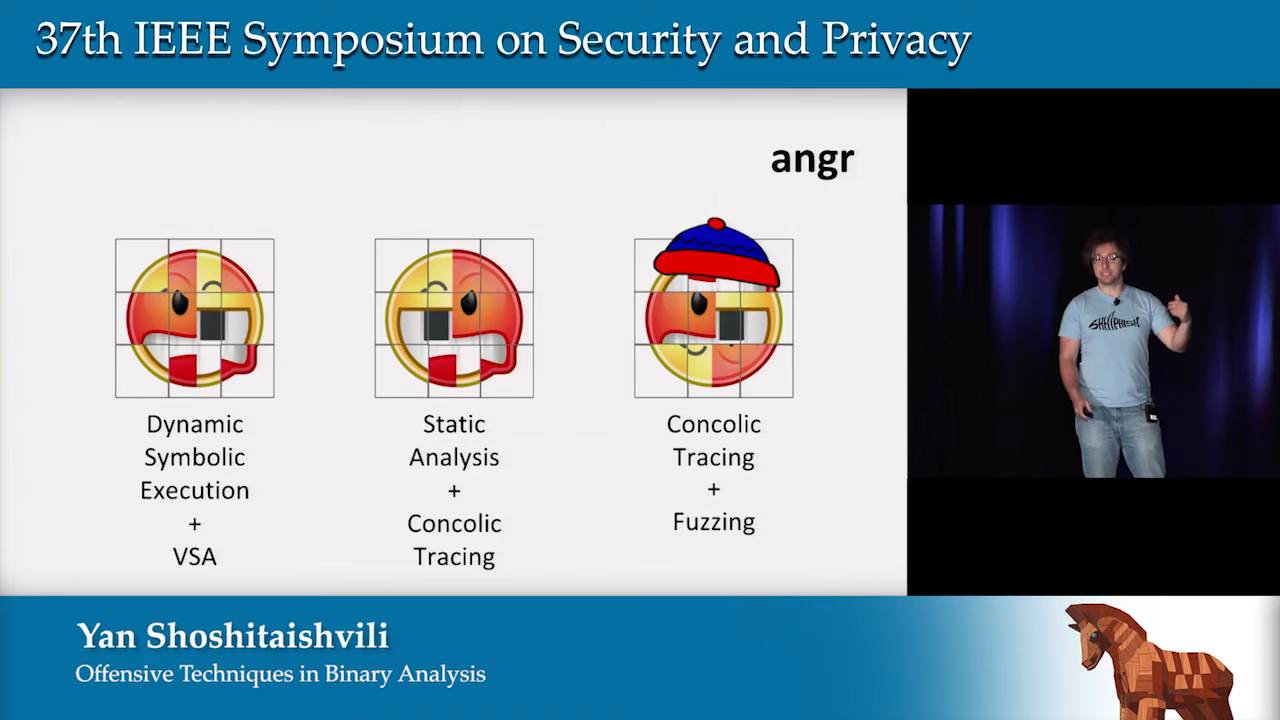 37th IEEE Symposium on Security and Privacy
angr
Dynamic
Symbolic
Execution
+
VSA
Static
Analysis
+
Concolic
Tracing
Concolic
Tracing
+
Fuzzing
SHELLPHISH
Yan Shoshitaishvili
Offensive Techniques in Binary Analysis